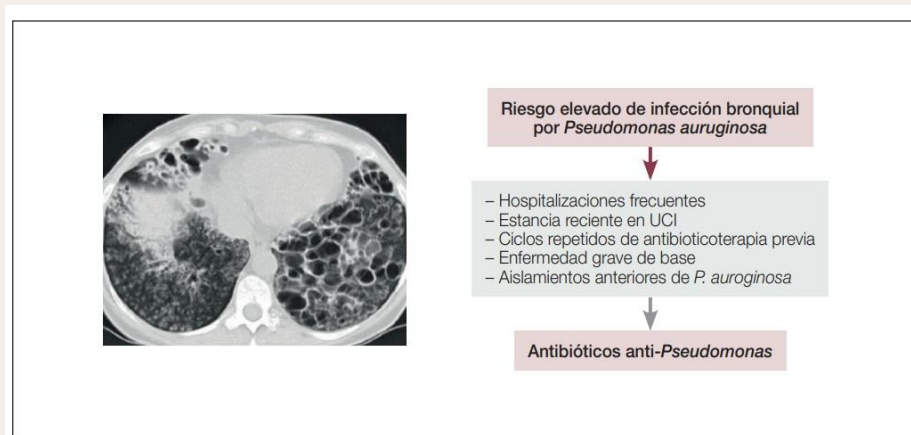 Riesgo elevado de infección bronquial
por Pseudomonas auruginosa
– Hospitalizaciones frecuentes
– Estancia reciente en UCI
– Ciclos repetidos de antibioticoterapia previa
– Enfermedad grave de base
– Aislamientos anteriores de P. auroginosa
Antibióticos anti-Pseudomonas